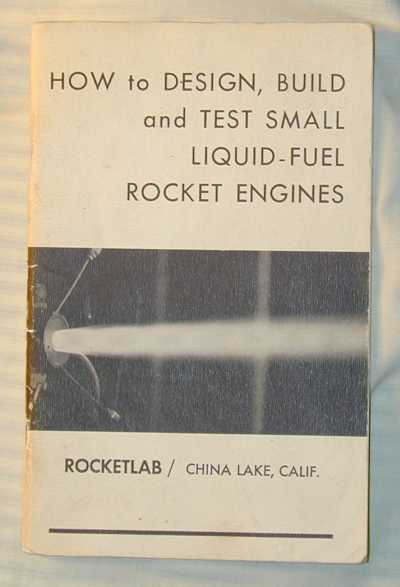 HOW to DESIGN, BUILD
and TEST SMALL
LIQUID-FUEL
ROCKET ENGINES
ROCKETLAB / CHINA LAKE, CALIF.